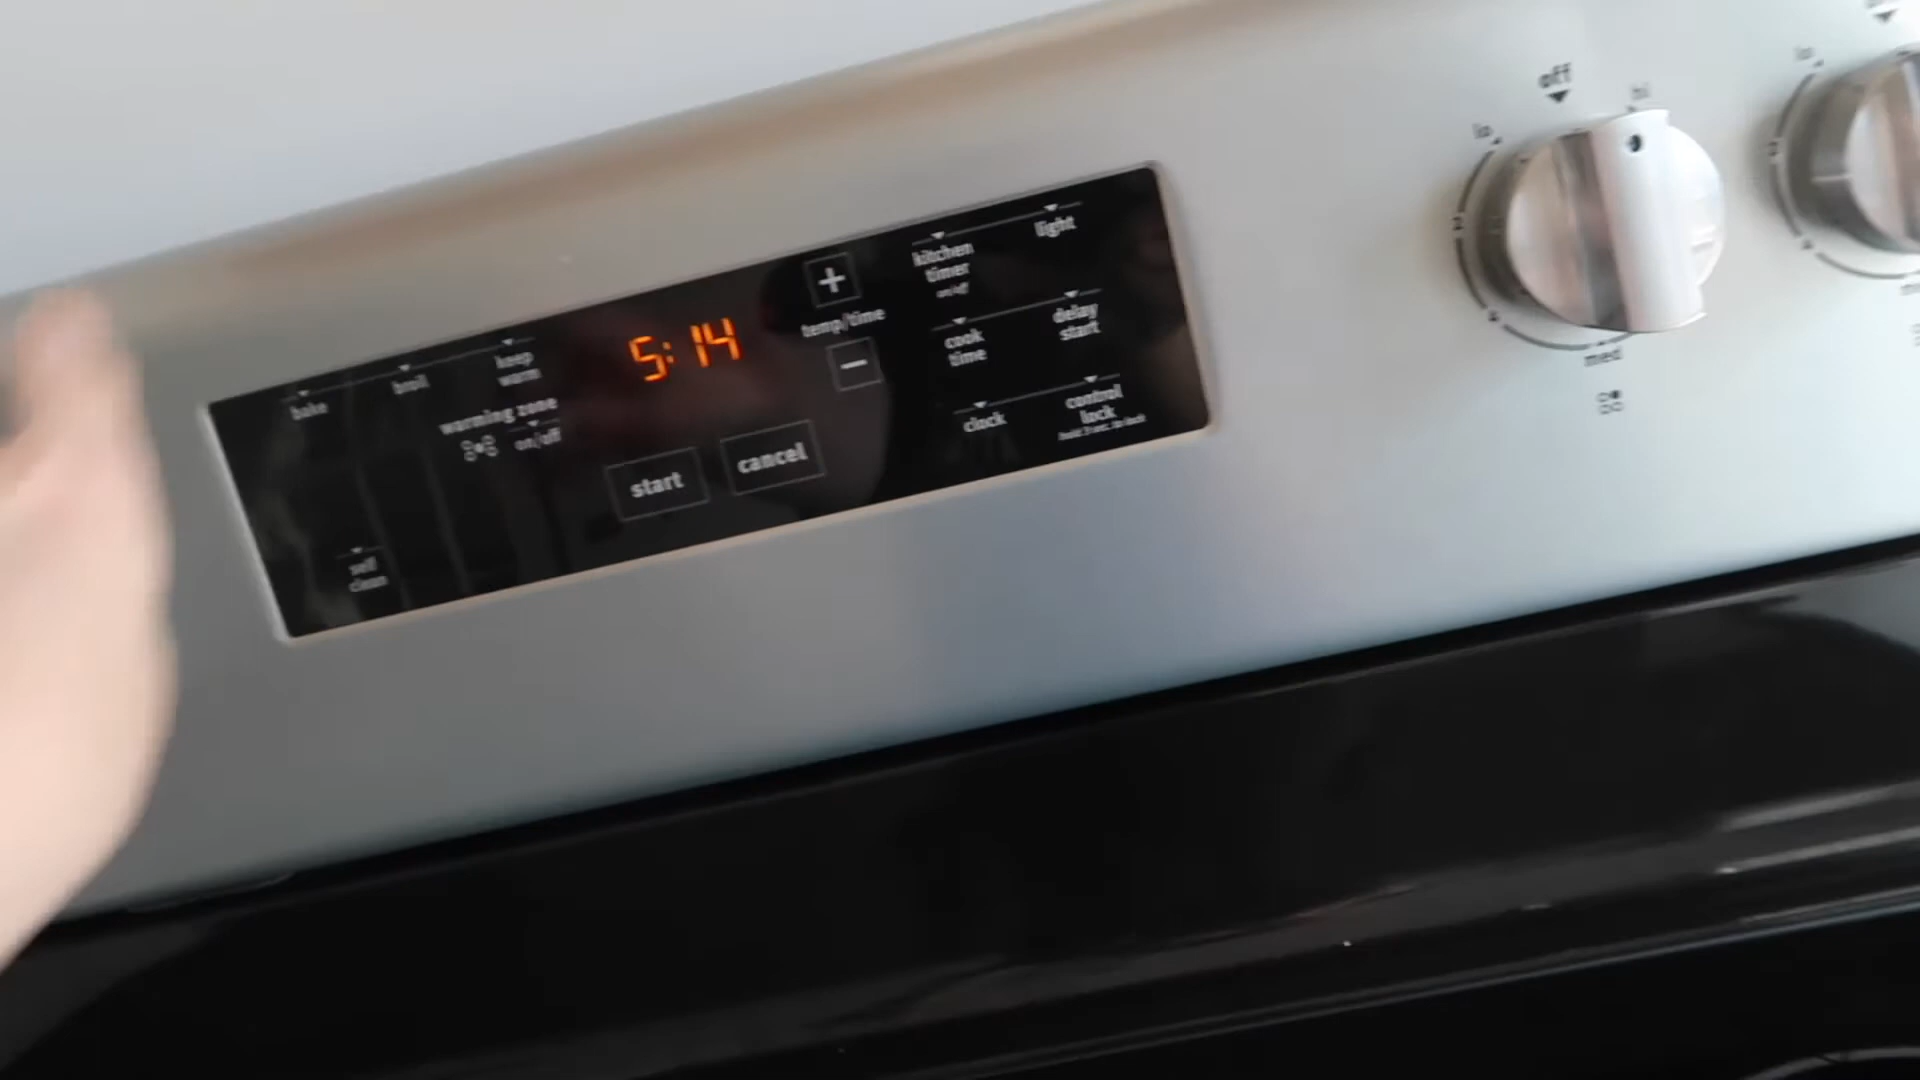 off
hi
lo
lo
med
kitchen
timer
on/off
light
+
temp/time
−
5:14
cook
time
delay
start
bake
broil
keep
warm
warming zone
on/off
clock
control
lock
start
cancel
self
clean